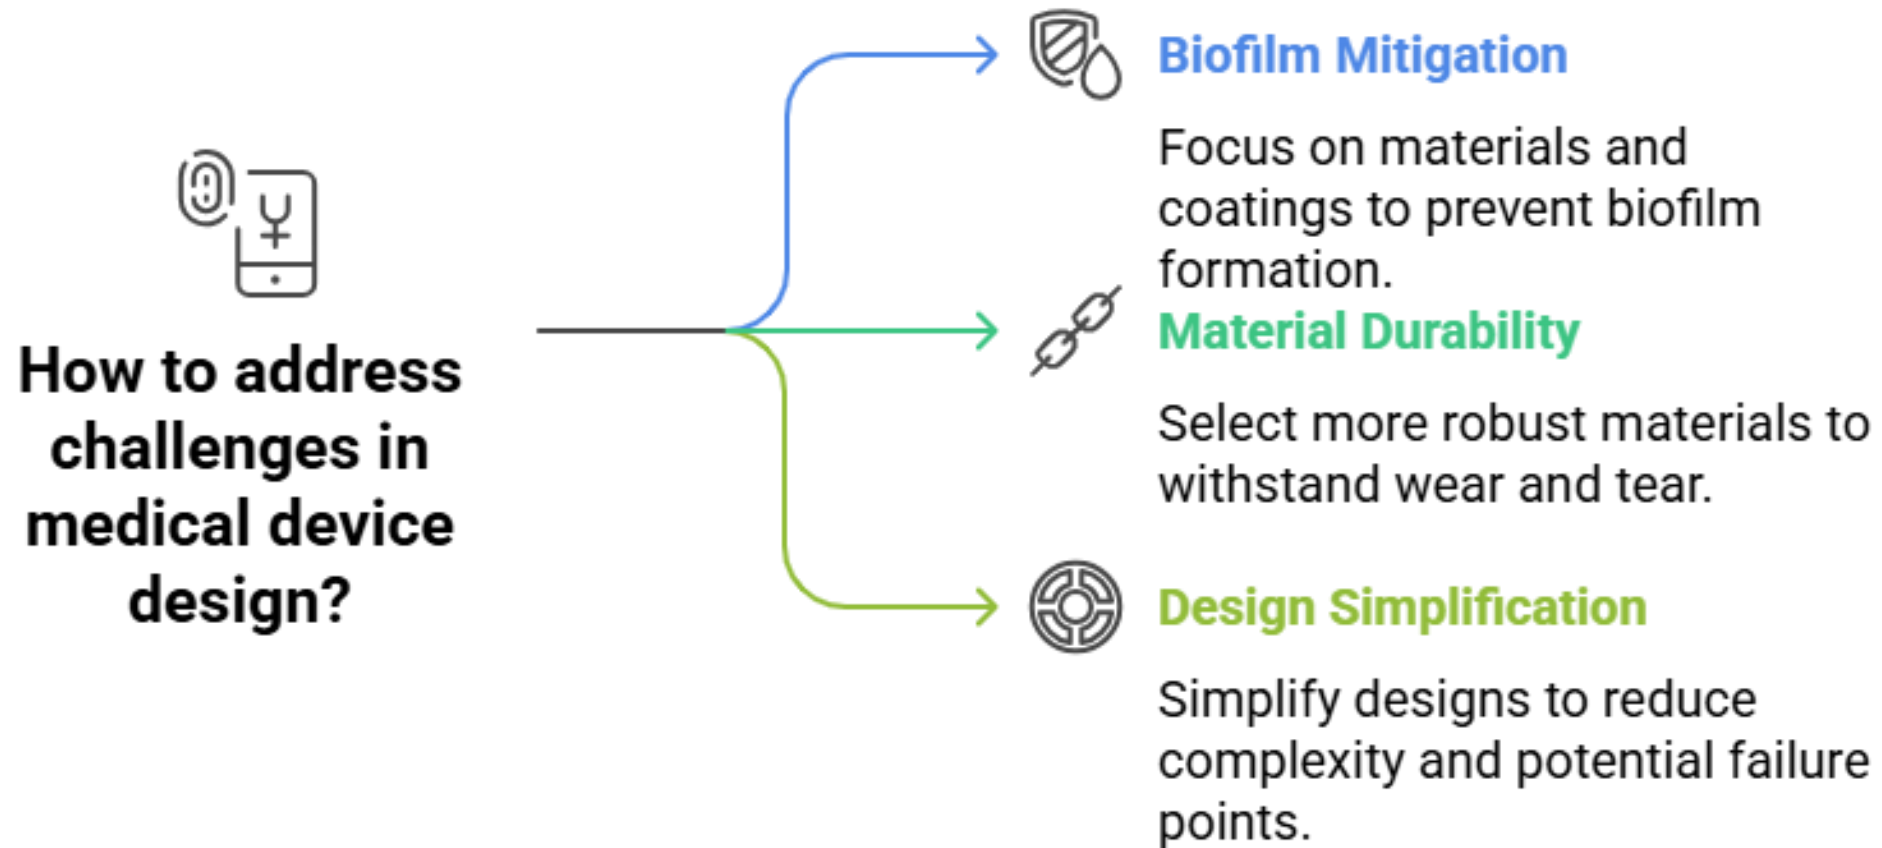 How to address
challenges in
medical device
design?
Biofilm Mitigation
Focus on materials and
coatings to prevent biofilm
formation.
Material Durability
Select more robust materials to
withstand wear and tear.
Design Simplification
Simplify designs to reduce
complexity and potential failure
points.